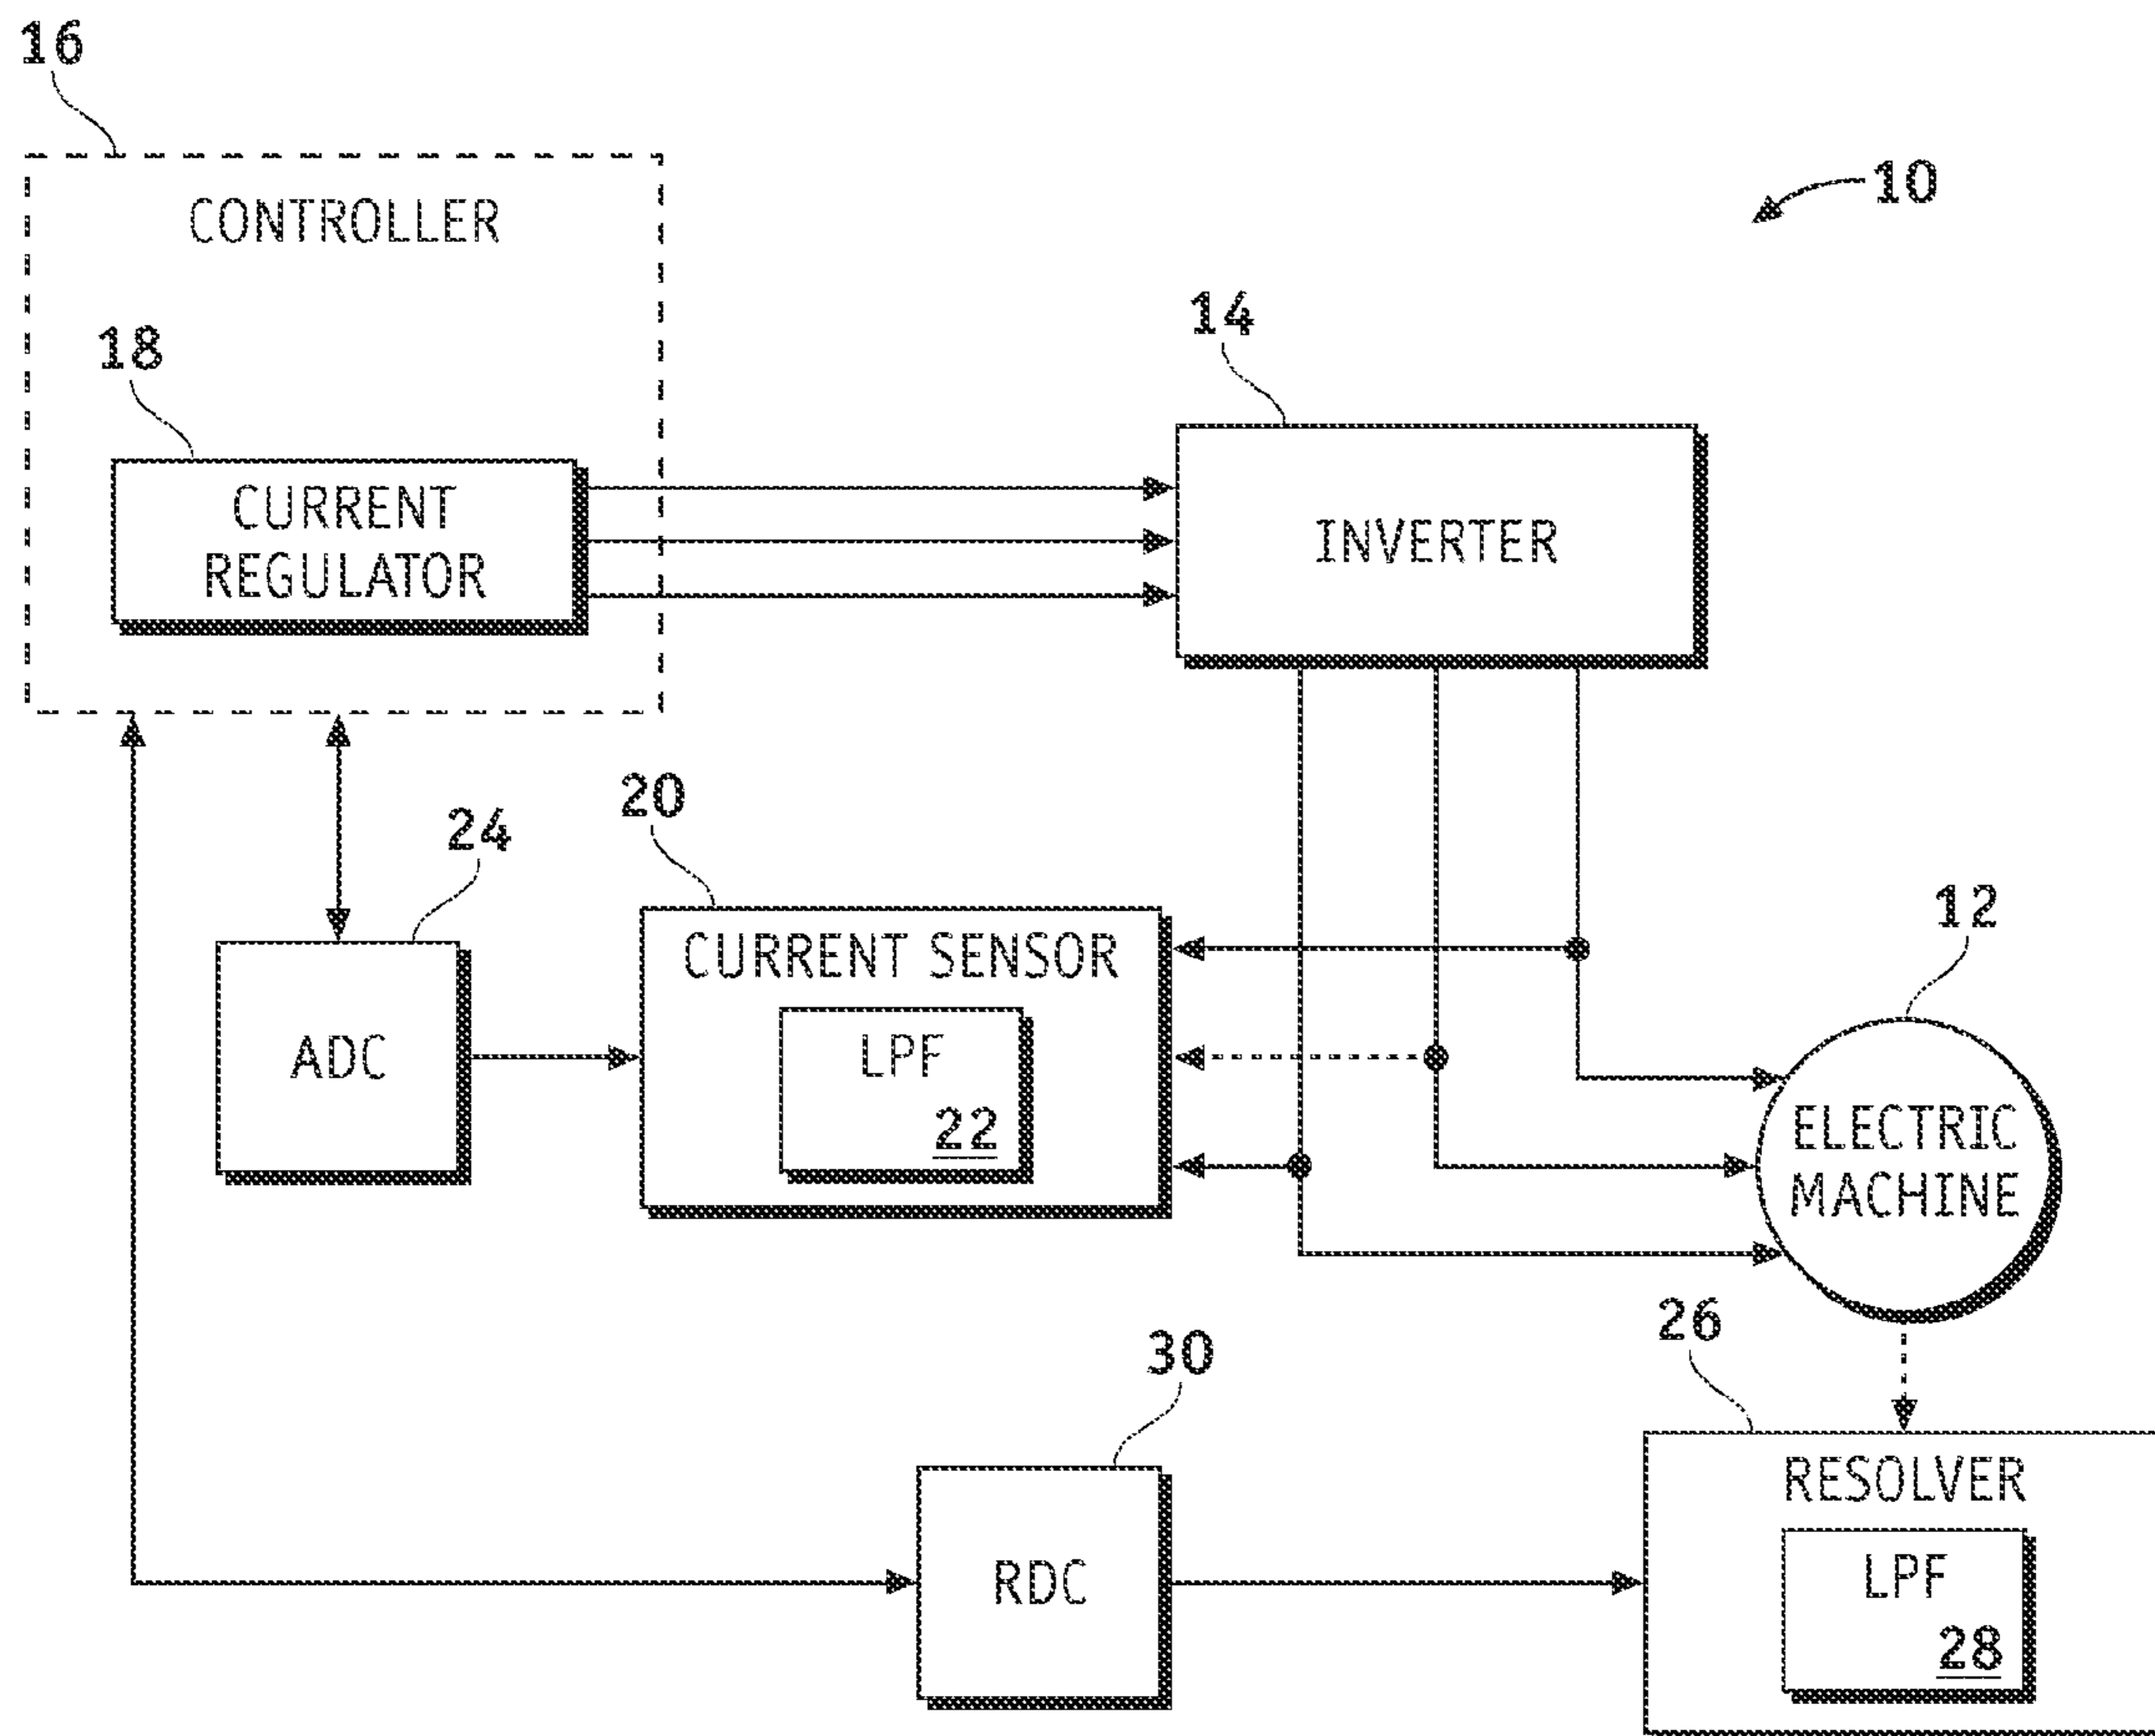 16
CONTROLLER
10
14
18
CURRENT
REGULATOR
INVERTER
20
24
12
CURRENT SENSOR
ADC
LPF
22
ELECTRIC
MACHINE
26
30
RESOLVER
RDC
LPF
28